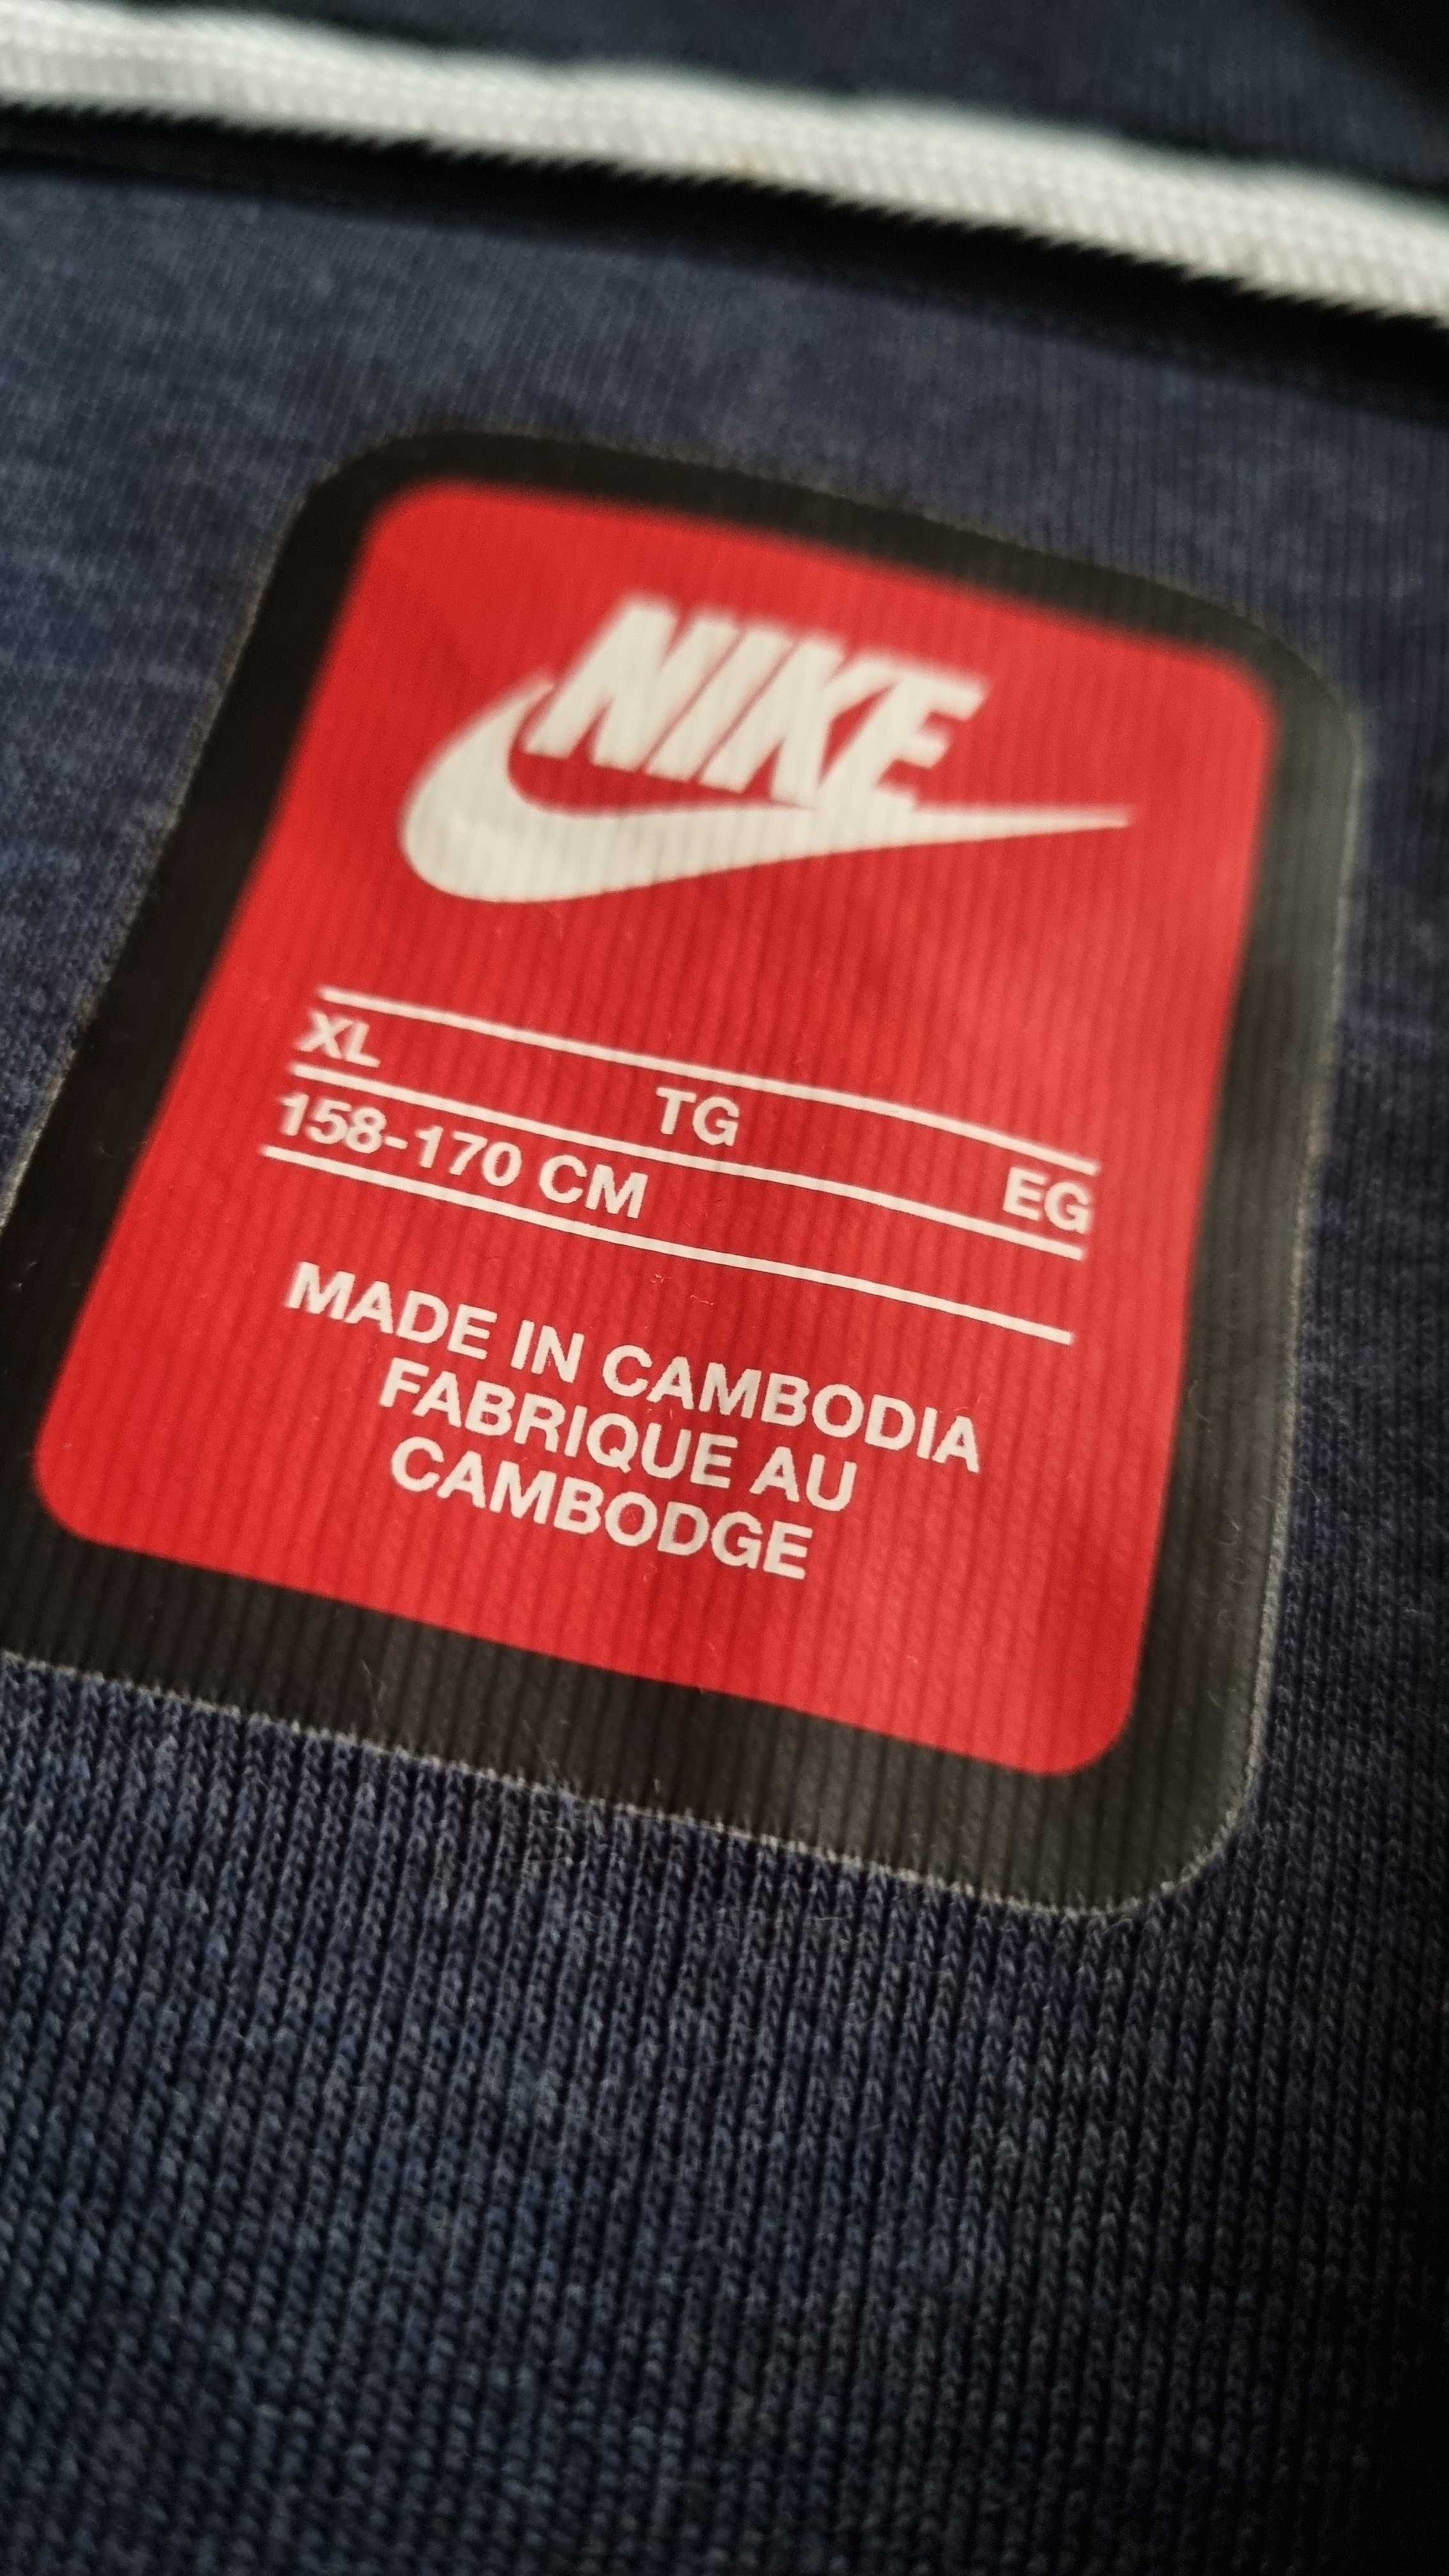 NIKE
XL TG EG
158-170 CM
MADE IN CAMBODIA
FABRIQUE AU
CAMBODGE